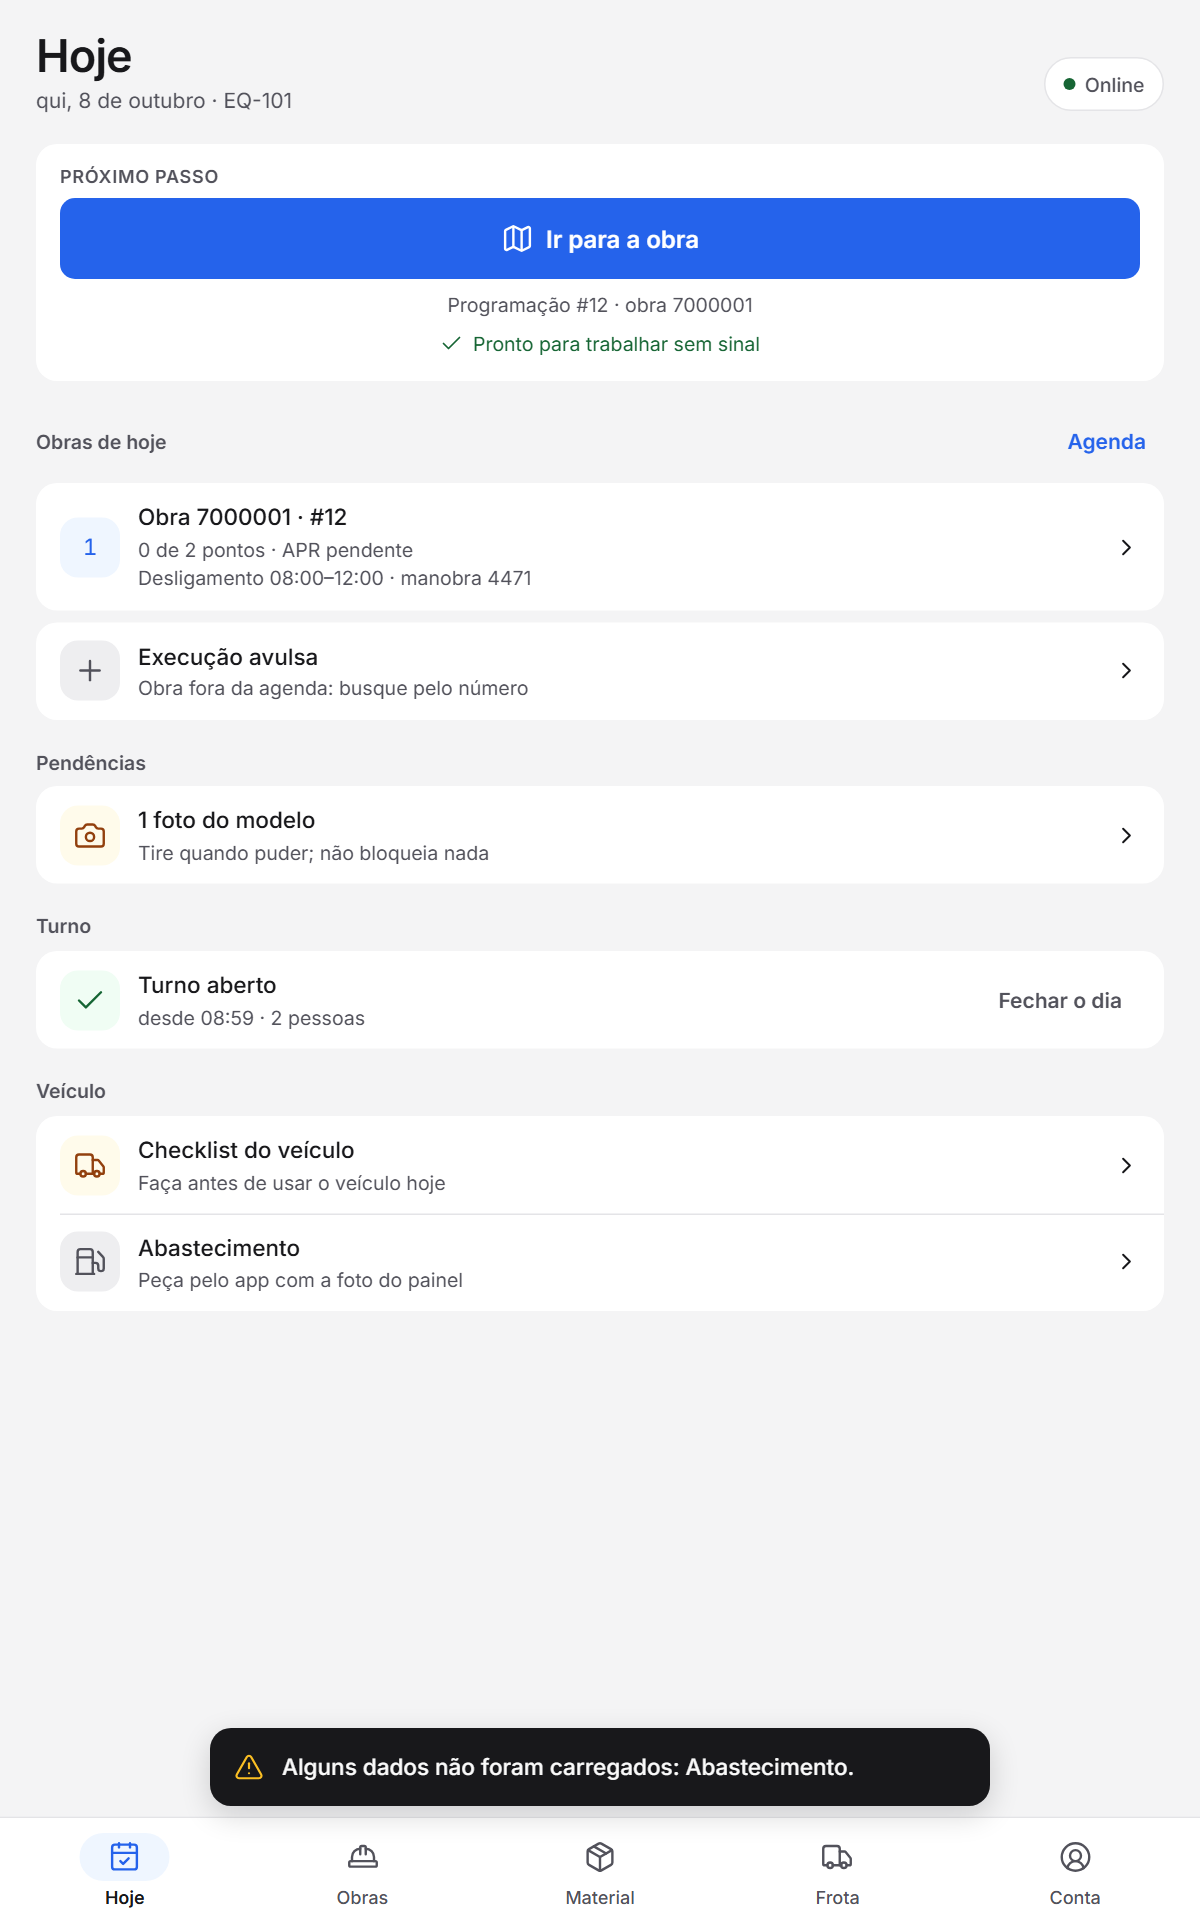 Hoje
qui, 8 de outubro · EQ-101
Online
PRÓXIMO PASSO
Ir para a obra
Programação #12 · obra 7000001
Pronto para trabalhar sem sinal
Obras de hoje
Agenda
1
Obra 7000001 · #12
0 de 2 pontos · APR pendente
Desligamento 08:00–12:00 · manobra 4471
Execução avulsa
Obra fora da agenda: busque pelo número
Pendências
1 foto do modelo
Tire quando puder; não bloqueia nada
Turno
Turno aberto
desde 08:59 · 2 pessoas
Fechar o dia
Veículo
Checklist do veículo
Faça antes de usar o veículo hoje
Abastecimento
Peça pelo app com a foto do painel
Alguns dados não foram carregados: Abastecimento.
Hoje
Obras
Material
Frota
Conta